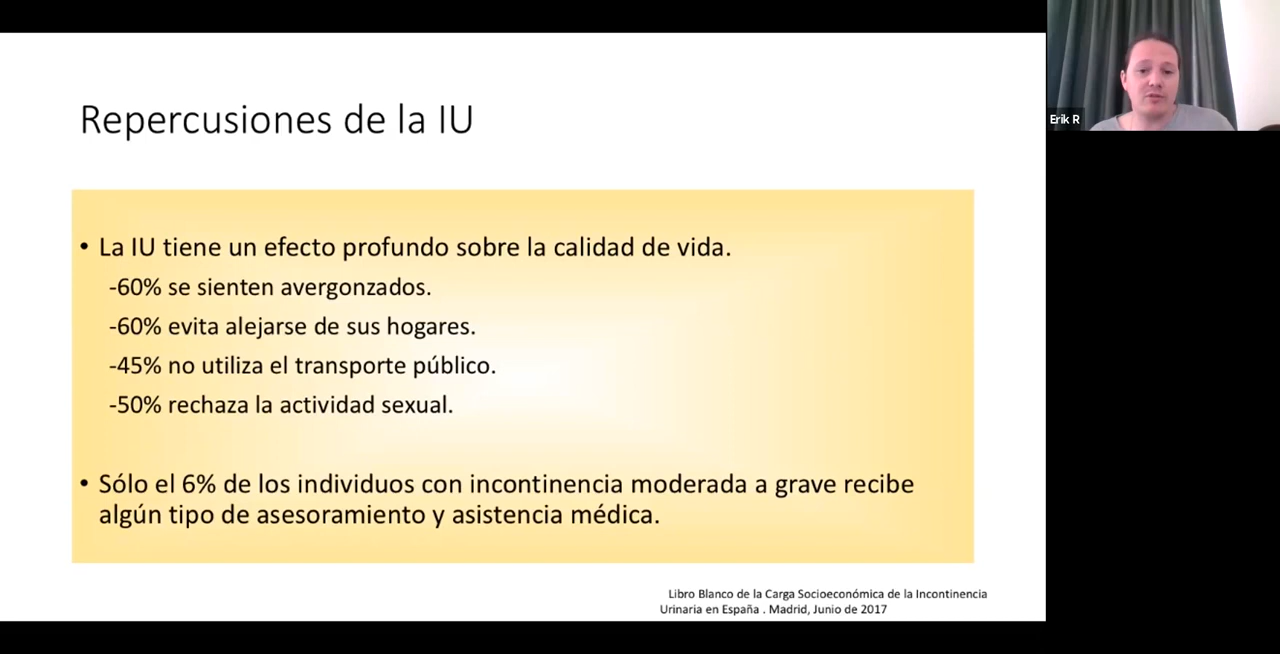 Repercusiones de la IU
• La IU tiene un efecto profundo sobre la calidad de vida.
-60% se sienten avergonzados.
-60% evita alejarse de sus hogares.
-45% no utiliza el transporte público.
-50% rechaza la actividad sexual.
• Sólo el 6% de los individuos con incontinencia moderada a grave recibe
algún tipo de asesoramiento y asistencia médica.
Libro Blanco de la Carga Socioeconómica de la Incontinencia
Urinaria en España . Madrid, Junio de 2017
Erik R